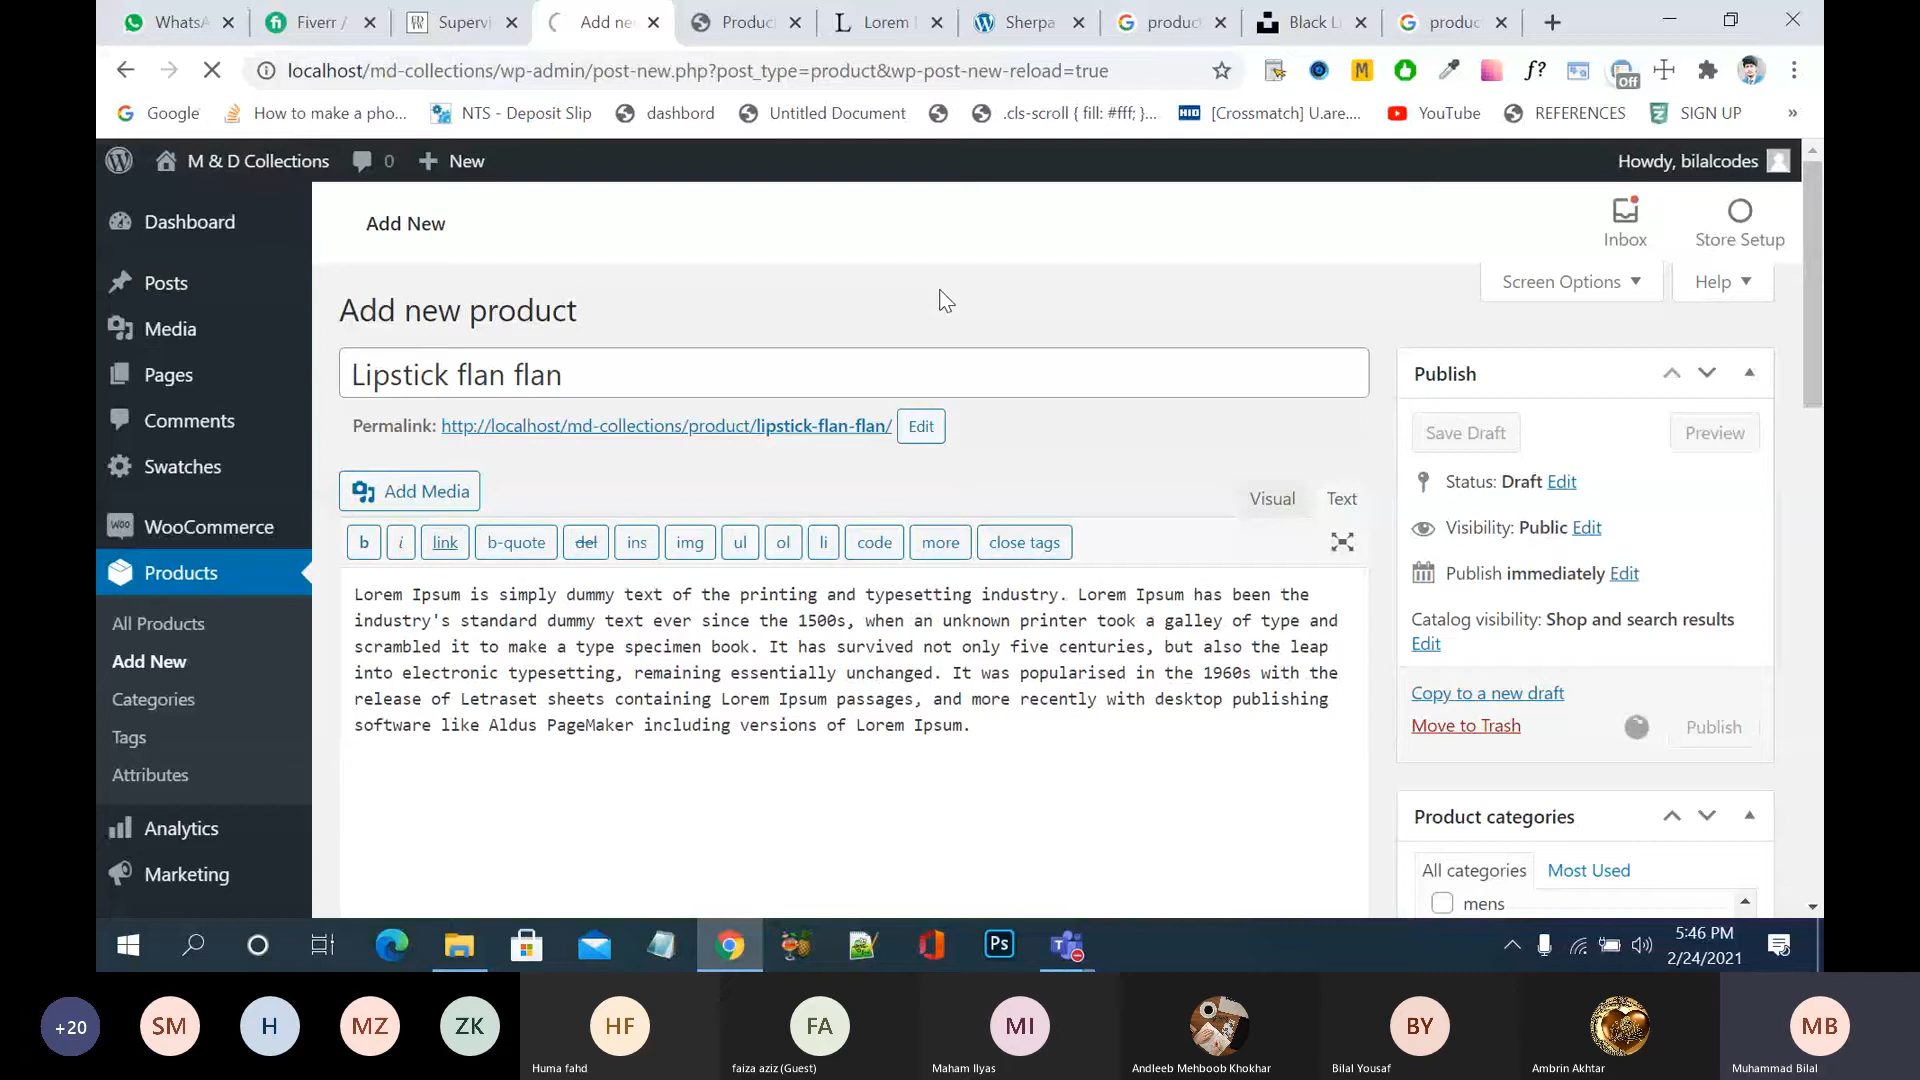 WhatsA
Fiverr /
Supervi
Add ne
Produc
Lorem
Sherpa
produc
Black L
produc
localhost/md-collections/wp-admin/post-new.php?post_type=product&wp-post-new-reload=true
M
f?
Off
Google
How to make a pho...
NTS - Deposit Slip
dashbord
Untitled Document
.cls-scroll { fill: #fff; }...
HID
[Crossmatch] U.are....
YouTube
REFERENCES
SIGN UP
»
M & D Collections
0
New
Howdy, bilalcodes
Dashboard
Posts
Media
Pages
Comments
Swatches
WooCommerce
Products
All Products
Add New
Categories
Tags
Attributes
Analytics
Marketing
Add New
Inbox
Store Setup
Screen Options
Help
Add new product
Lipstick flan flan
Permalink: http://localhost/md-collections/product/lipstick-flan-flan/
Edit
Add Media
Visual
Text
b
i
link
b-quote
del
ins
img
ul
ol
li
code
more
close tags
Lorem Ipsum is simply dummy text of the printing and typesetting industry. Lorem Ipsum has been the
industry's standard dummy text ever since the 1500s, when an unknown printer took a galley of type and
scrambled it to make a type specimen book. It has survived not only five centuries, but also the leap
into electronic typesetting, remaining essentially unchanged. It was popularised in the 1960s with the
release of Letraset sheets containing Lorem Ipsum passages, and more recently with desktop publishing
software like Aldus PageMaker including versions of Lorem Ipsum.
Publish
Save Draft
Preview
Status: Draft Edit
Visibility: Public Edit
Publish immediately Edit
Catalog visibility: Shop and search results
Edit
Copy to a new draft
Move to Trash
Publish
Product categories
All categories
Most Used
mens
Ps
5:46 PM
2/24/2021
+20
SM
H
MZ
ZK
HF
Huma fahd
FA
faiza aziz (Guest)
MI
Maham Ilyas
Andleeb Mehboob Khokhar
BY
Bilal Yousaf
Ambrin Akhtar
MB
Muhammad Bilal